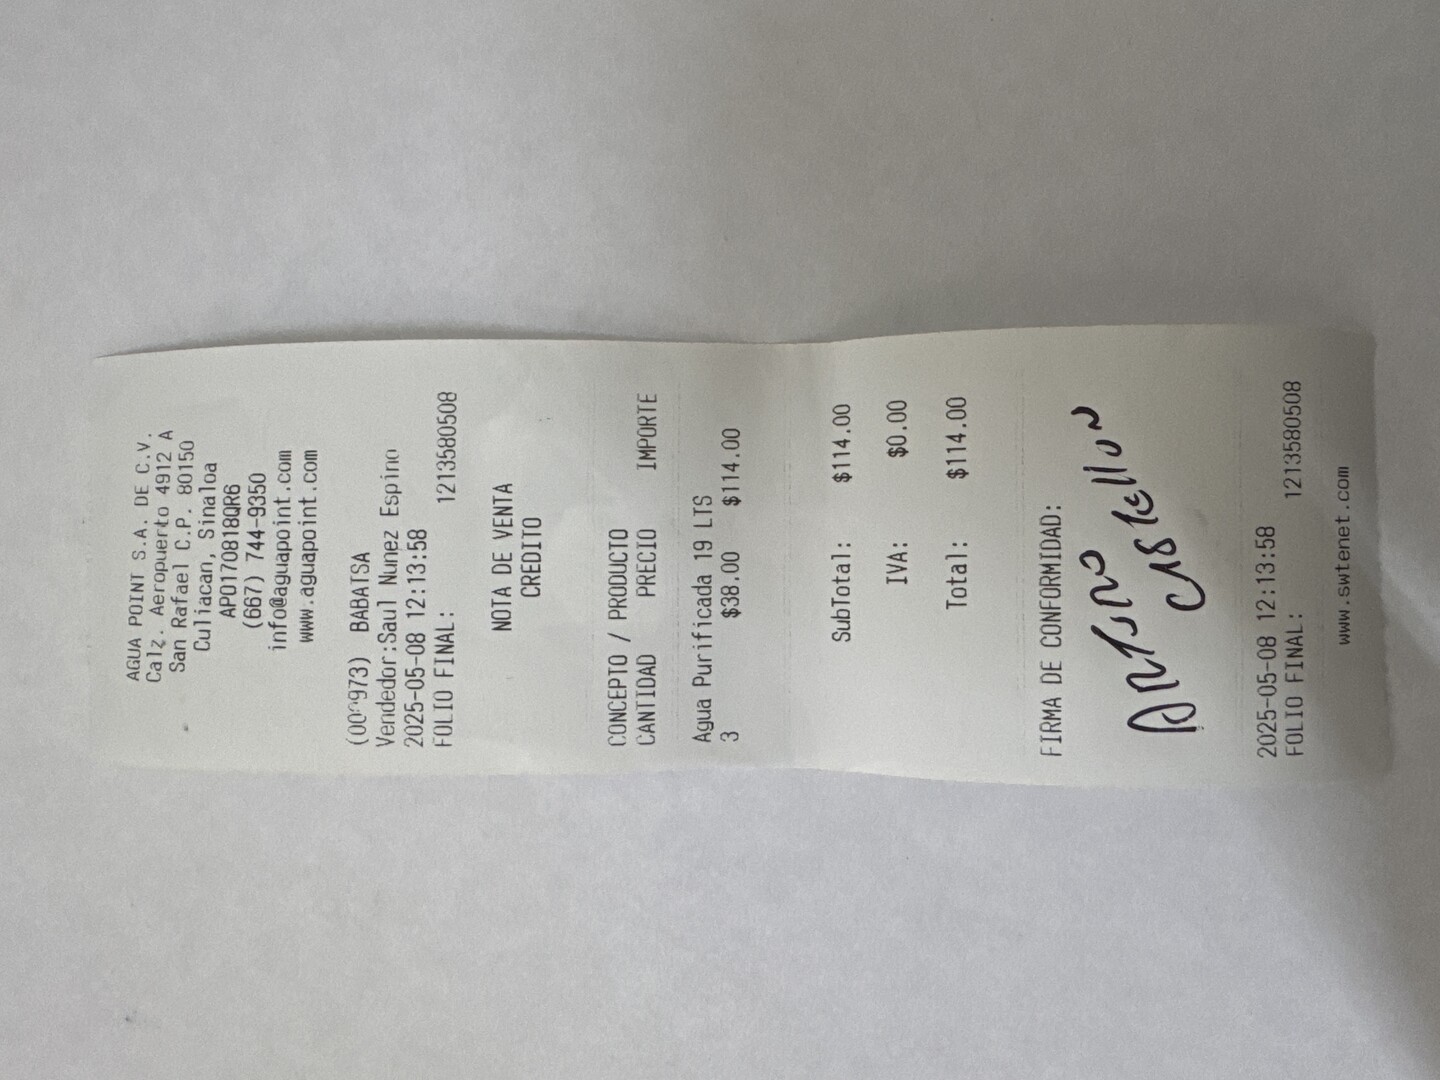 AGUA POINT S.A. DE C.V.
Calz. Aeropuerto 4912 A
San Rafael C.P. 80150
Culiacan, Sinaloa
APO170818QR6
(667) 744-9350
info@aguapoint.com
www.aguapoint.com
BABATSA
Vendedor:Saul Nunez Espino
2025-05-08 12:13:58
FOLIO FINAL: 1213580508
NOTA DE VENTA
CREDITO
CONCEPTO / PRODUCTO
CANTIDAD PRECIO IMPORTE
Agua Purificada 19 LTS
3 $38.00 $114.00
SubTotal: $114.00
IVA: $0.00
Total: $114.00
FIRMA DE CONFORMIDAD:
Castellon
2025-05-08 12:13:58
FOLIO FINAL: 1213580508
www.swtenet.com